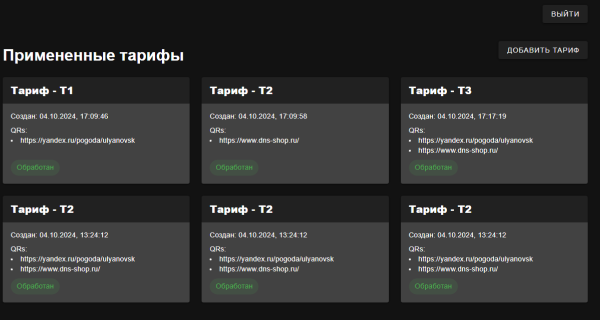 ВЫЙТИ
Примененные тарифы
ДОБАВИТЬ ТАРИФ
Тариф - Т1
Создан: 04.10.2024, 17:09:46
QRs:
• https://yandex.ru/pogoda/ulyanovsk
Обработан
Тариф - Т2
Создан: 04.10.2024, 17:09:58
QRs:
• https://www.dns-shop.ru/
Обработан
Тариф - Т3
Создан: 04.10.2024, 17:17:19
QRs:
• https://yandex.ru/pogoda/ulyanovsk
• https://www.dns-shop.ru/
Обработан
Тариф - Т2
Создан: 04.10.2024, 13:24:12
QRs:
• https://yandex.ru/pogoda/ulyanovsk
• https://www.dns-shop.ru/
Обработан
Тариф - Т2
Создан: 04.10.2024, 13:24:12
QRs:
• https://yandex.ru/pogoda/ulyanovsk
• https://www.dns-shop.ru/
Обработан
Тариф - Т2
Создан: 04.10.2024, 13:24:12
QRs:
• https://yandex.ru/pogoda/ulyanovsk
• https://www.dns-shop.ru/
Обработан